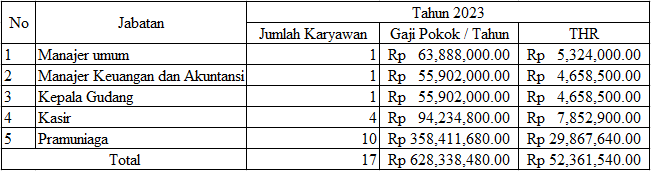 No Jabatan Tahun 2023
Jumlah Karyawan Gaji Pokok / Tahun THR
1 Manajer umum 1 Rp 63,888,000.00 Rp 5,324,000.00
2 Manajer Keuangan dan Akuntansi 1 Rp 55,902,000.00 Rp 4,658,500.00
3 Kepala Gudang 1 Rp 55,902,000.00 Rp 4,658,500.00
4 Kasir 4 Rp 94,234,800.00 Rp 7,852,900.00
5 Pramuniaga 10 Rp 358,411,680.00 Rp 29,867,640.00
Total 17 Rp 628,338,480.00 Rp 52,361,540.00